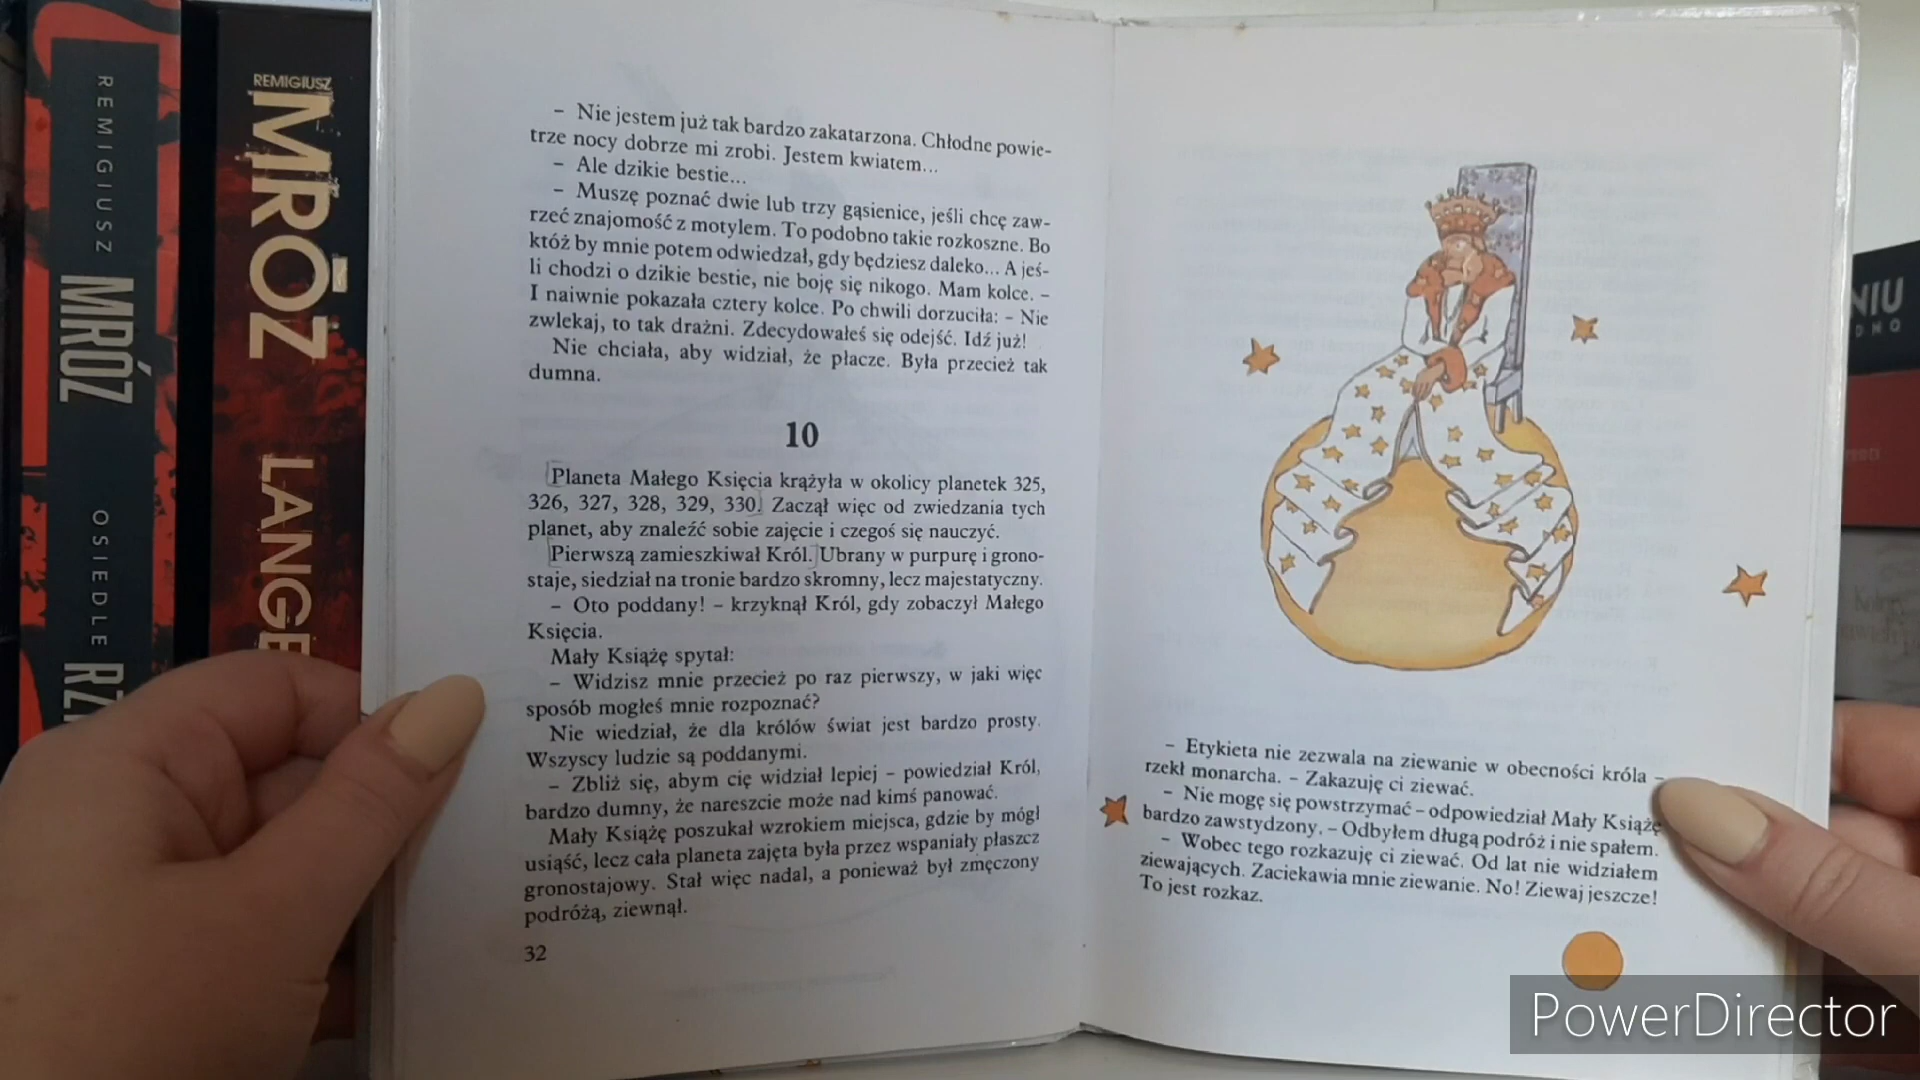 REMIGIUSZ MRÓZ OSIEDLE
REMIGIUSZ
MRÓZ
LANGE
– Nie jestem już tak bardzo zakatarzona. Chłodne powie-
trze nocy dobrze mi zrobi. Jestem kwiatem...
– Ale dzikie bestie...
– Muszę poznać dwie lub trzy gąsienice, jeśli chcę zaw-
rzeć znajomość z motylem. To podobno takie rozkoszne. Bo
któż by mnie potem odwiedzał, gdy będziesz daleko... A jeś-
li chodzi o dzikie bestie, nie boję się nikogo. Mam kolce. –
I naiwnie pokazała cztery kolce. Po chwili dorzuciła: – Nie
zwlekaj, to tak drażni. Zdecydowałeś się odejść. Idź już!
Nie chciała, aby widział, że płacze. Była przecież tak
dumna.
10
Planeta Małego Księcia krążyła w okolicy planetek 325,
326, 327, 328, 329, 330. Zaczął więc od zwiedzania tych
planet, aby znaleźć sobie zajęcie i czegoś się nauczyć.
Pierwszą zamieszkiwał Król. Ubrany w purpurę i grono-
staje, siedział na tronie bardzo skromny, lecz majestatyczny.
– Oto poddany! – krzyknął Król, gdy zobaczył Małego
Księcia.
Mały Książę spytał:
– Widzisz mnie przecież po raz pierwszy, w jaki więc
sposób mogłeś mnie rozpoznać?
Nie wiedział, że dla królów świat jest bardzo prosty.
Wszyscy ludzie są poddanymi.
– Zbliż się, abym cię widział lepiej – powiedział Król,
bardzo dumny, że nareszcie może nad kimś panować.
Mały Książę poszukał wzrokiem miejsca, gdzie by mógł
usiąść, lecz cała planeta zajęta była przez wspaniały płaszcz
gronostajowy. Stał więc nadal, a ponieważ był zmęczony
podróżą, ziewnął.
32
– Etykieta nie zezwala na ziewanie w obecności króla –
rzekł monarcha. – Zakazuję ci ziewać.
– Nie mogę się powstrzymać – odpowiedział Mały Książę
bardzo zawstydzony. – Odbyłem długą podróż i nie spałem.
– Wobec tego rozkazuję ci ziewać. Od lat nie widziałem
ziewających. Zaciekawia mnie ziewanie. No! Ziewaj jeszcze!
To jest rozkaz.
PowerDirector